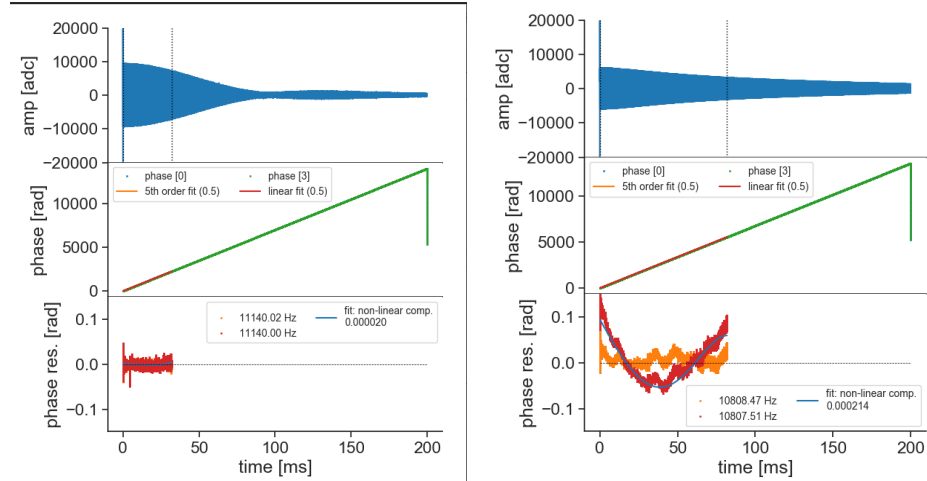 20000
10000
0
−10000
−20000
amp [adc]
phase [0]
phase [3]
5th order fit (0.5)
linear fit (0.5)
10000
5000
0
phase [rad]
11140.02 Hz
11140.00 Hz
fit: non-linear comp.
0.000020
0.1
0.0
−0.1
phase res. [rad]
0
50
100
150
200
time [ms]
20000
10000
0
−10000
−20000
amp [adc]
phase [0]
phase [3]
5th order fit (0.5)
linear fit (0.5)
10000
5000
0
phase [rad]
0.1
0.0
−0.1
phase res. [rad]
10808.47 Hz
10807.51 Hz
fit: non-linear comp.
0.000214
0
50
100
150
200
time [ms]